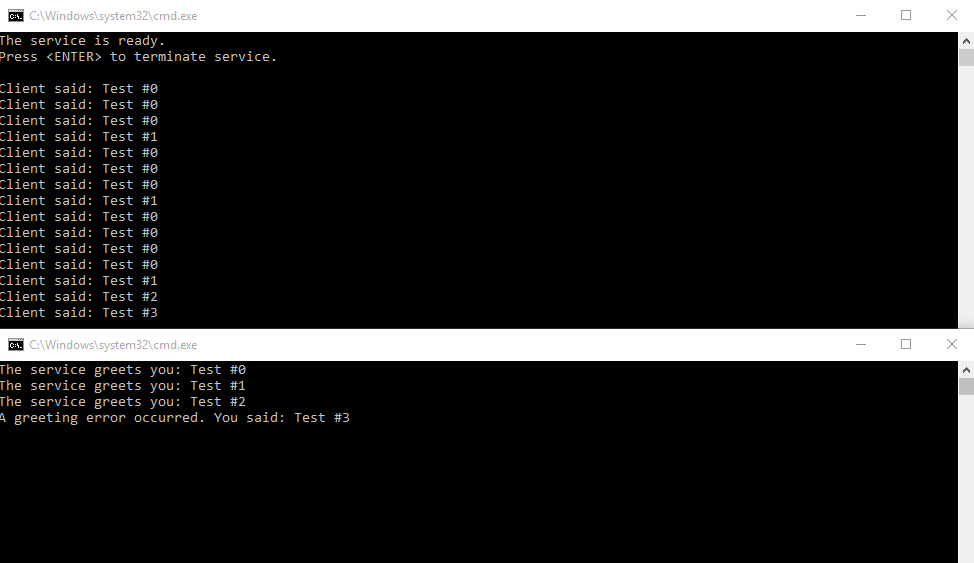 C:\Windows\system32\cmd.exe
The service is ready.
Press <ENTER> to terminate service.
Client said: Test #0
Client said: Test #0
Client said: Test #0
Client said: Test #1
Client said: Test #0
Client said: Test #0
Client said: Test #0
Client said: Test #1
Client said: Test #0
Client said: Test #0
Client said: Test #0
Client said: Test #0
Client said: Test #1
Client said: Test #2
Client said: Test #3
C:\Windows\system32\cmd.exe
The service greets you: Test #0
The service greets you: Test #1
The service greets you: Test #2
A greeting error occurred. You said: Test #3